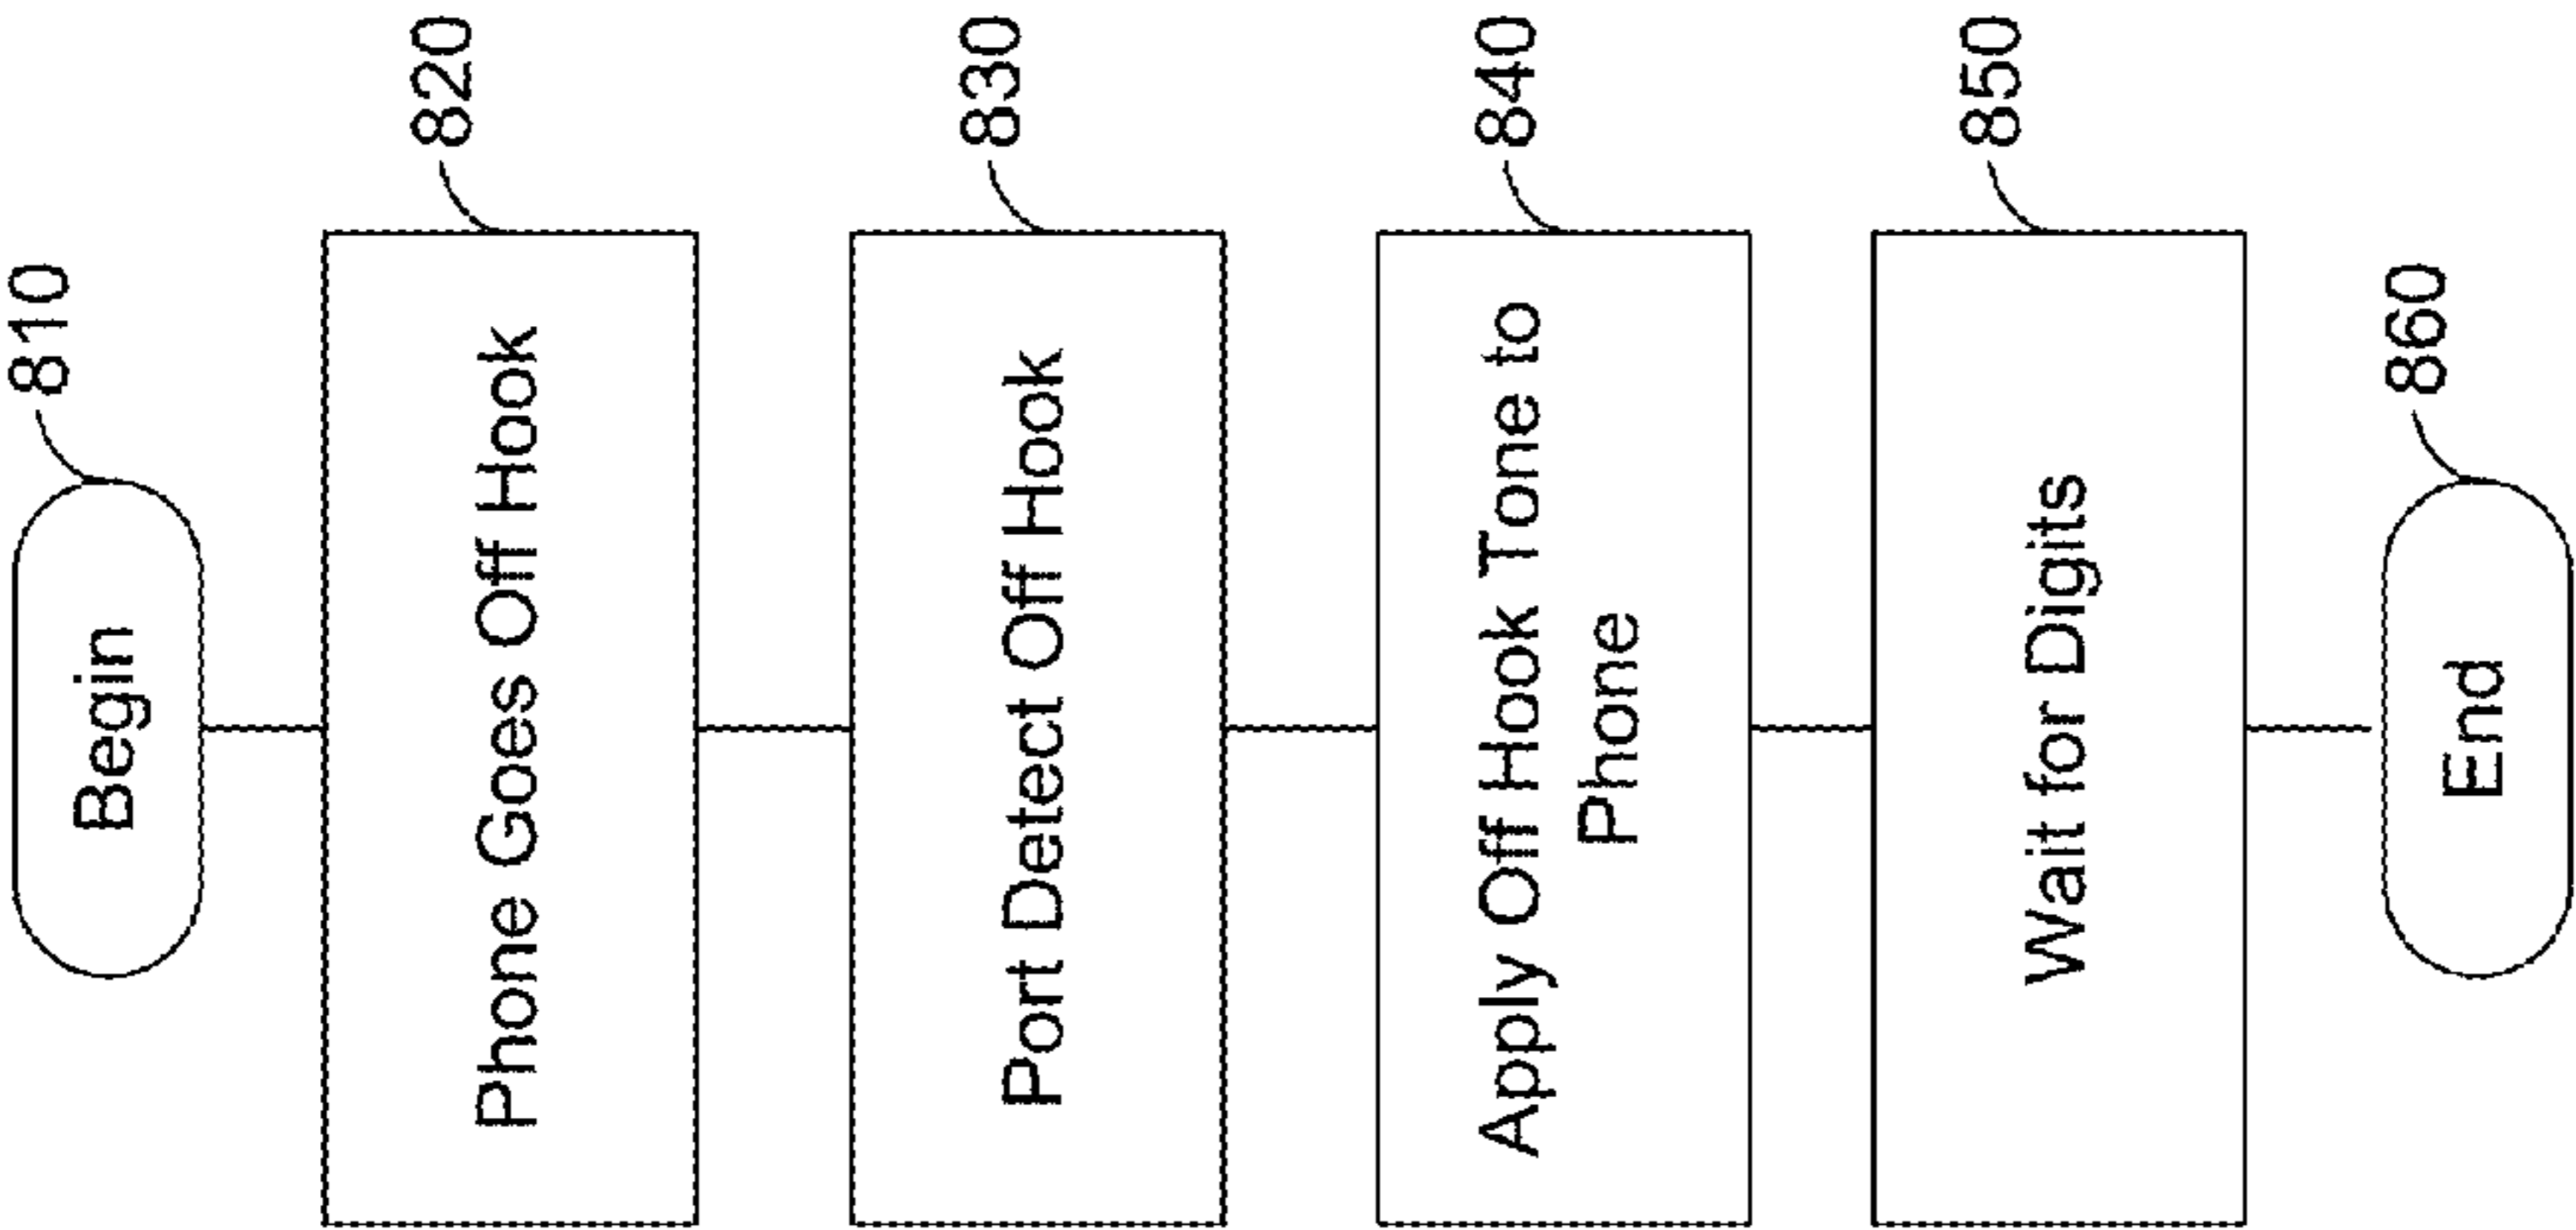 810
Begin
820
Phone Goes Off Hook
830
Port Detect Off Hook
840
Apply Off Hook Tone to
Phone
850
Wait for Digits
860
End